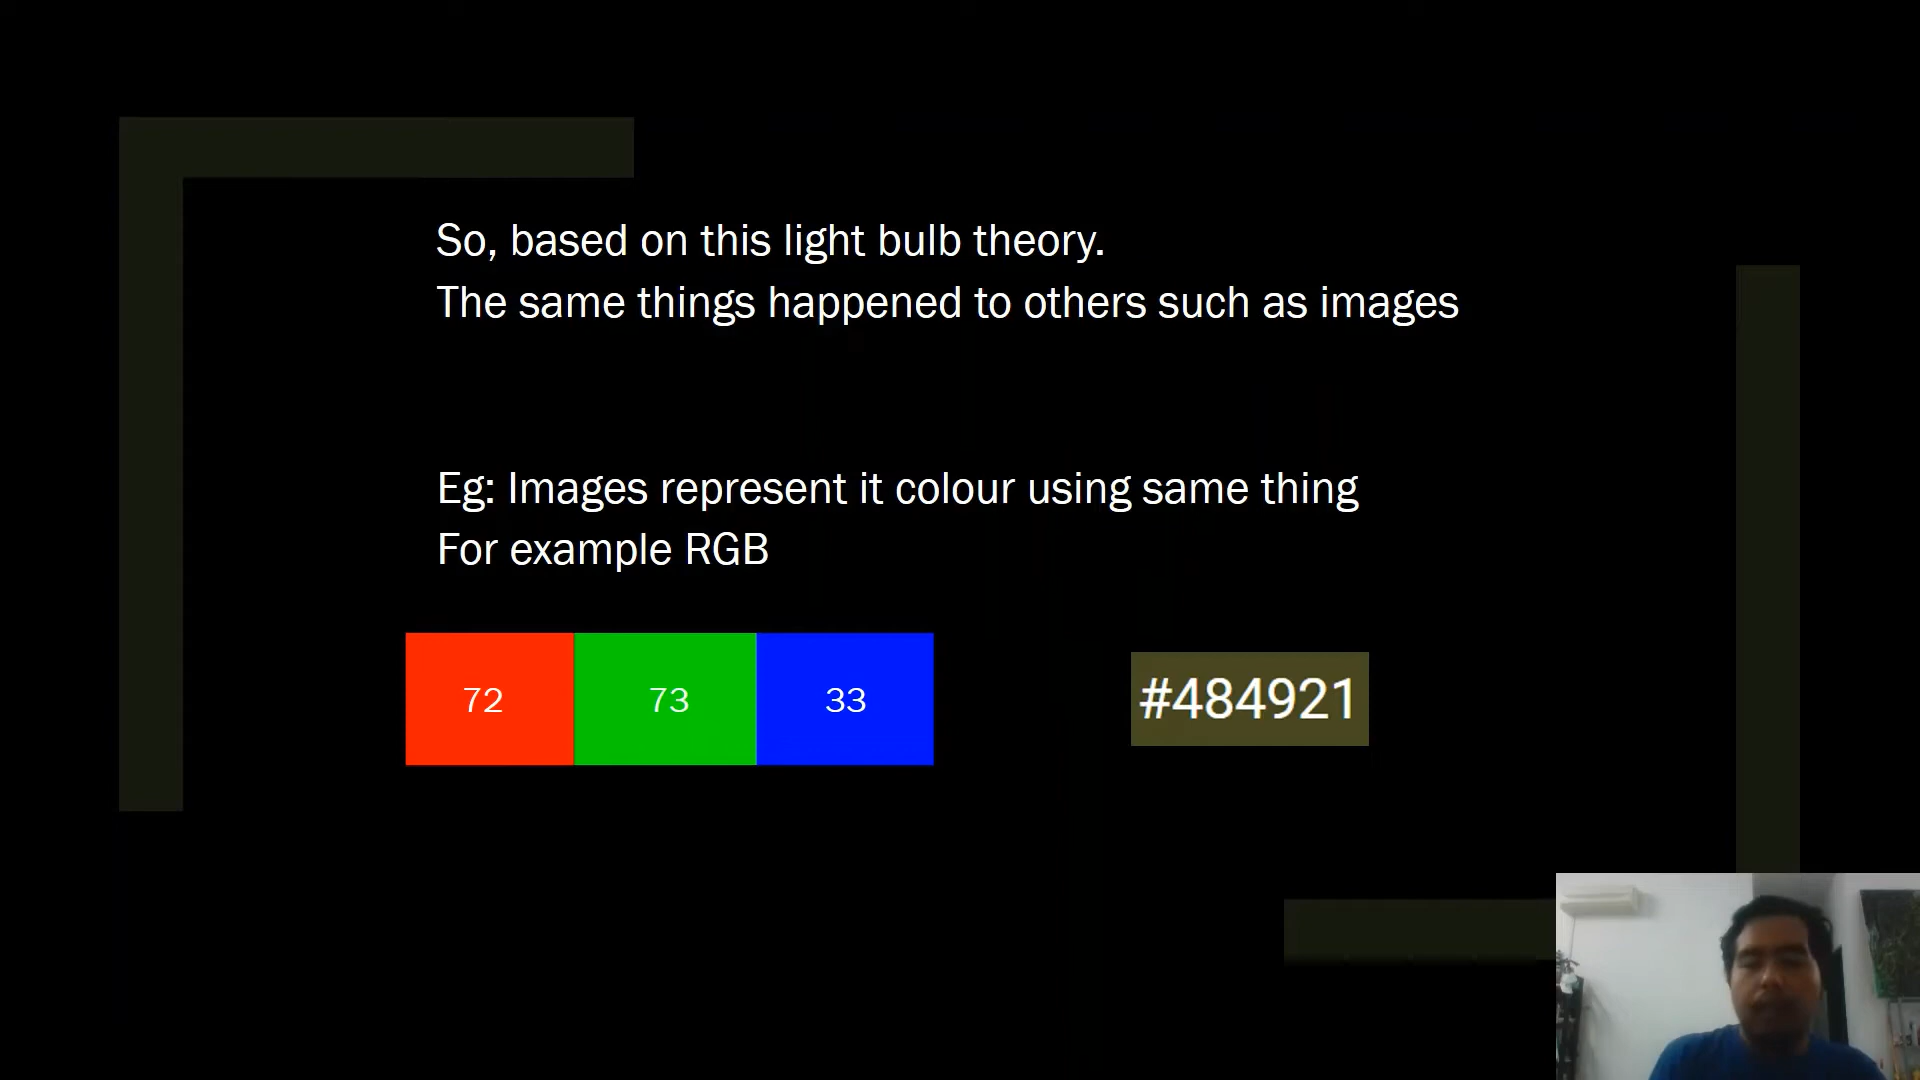 So, based on this light bulb theory.
The same things happened to others such as images
Eg: Images represent it colour using same thing
For example RGB
72 73 33
#484921